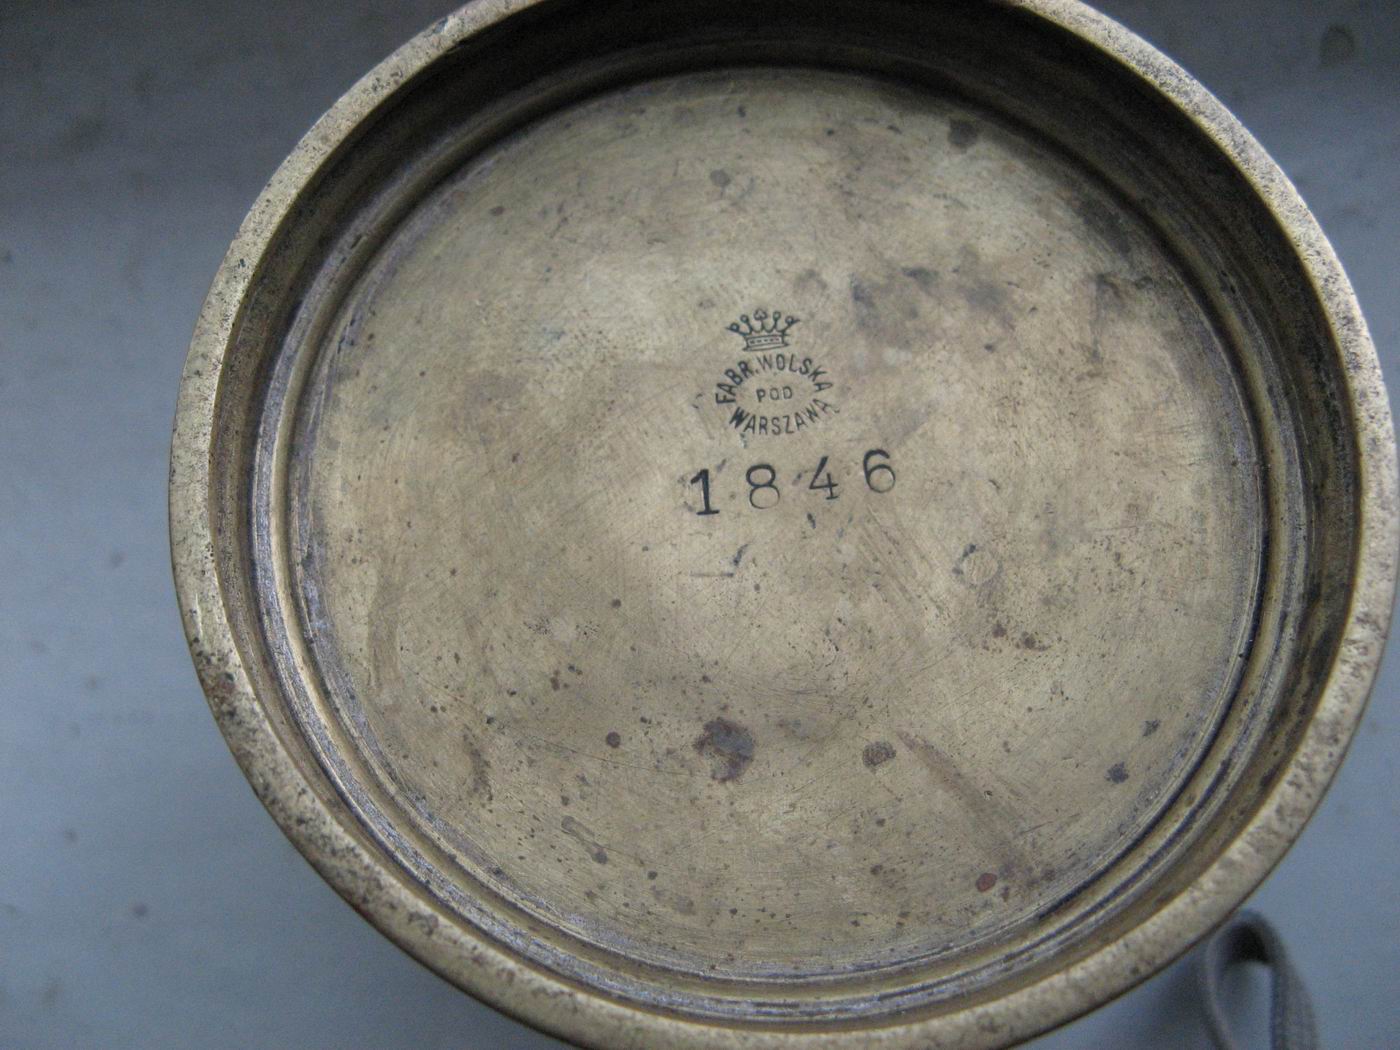 FABR. WOLSKA
POD
WARSZAWĄ
1846